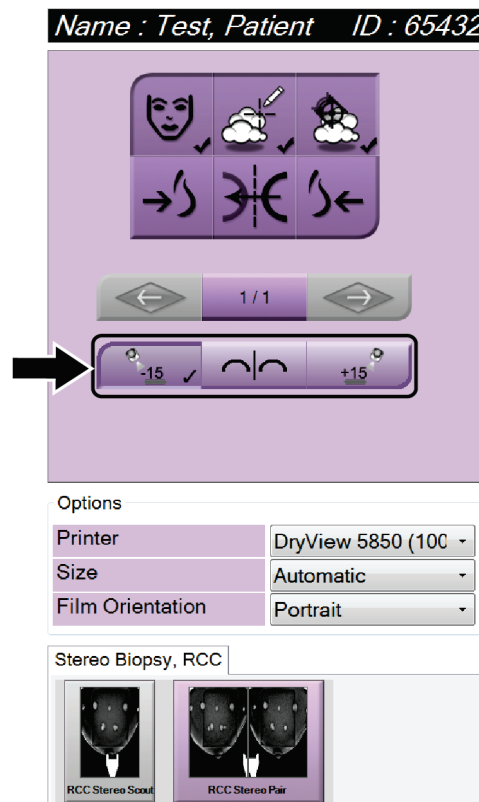 Name : Test, Patient ID : 65432
1 / 1
-15 +15
Options
Printer DryView 5850 (100
Size Automatic
Film Orientation Portrait
Stereo Biopsy, RCC
RCC Stereo Scout RCC Stereo Pair